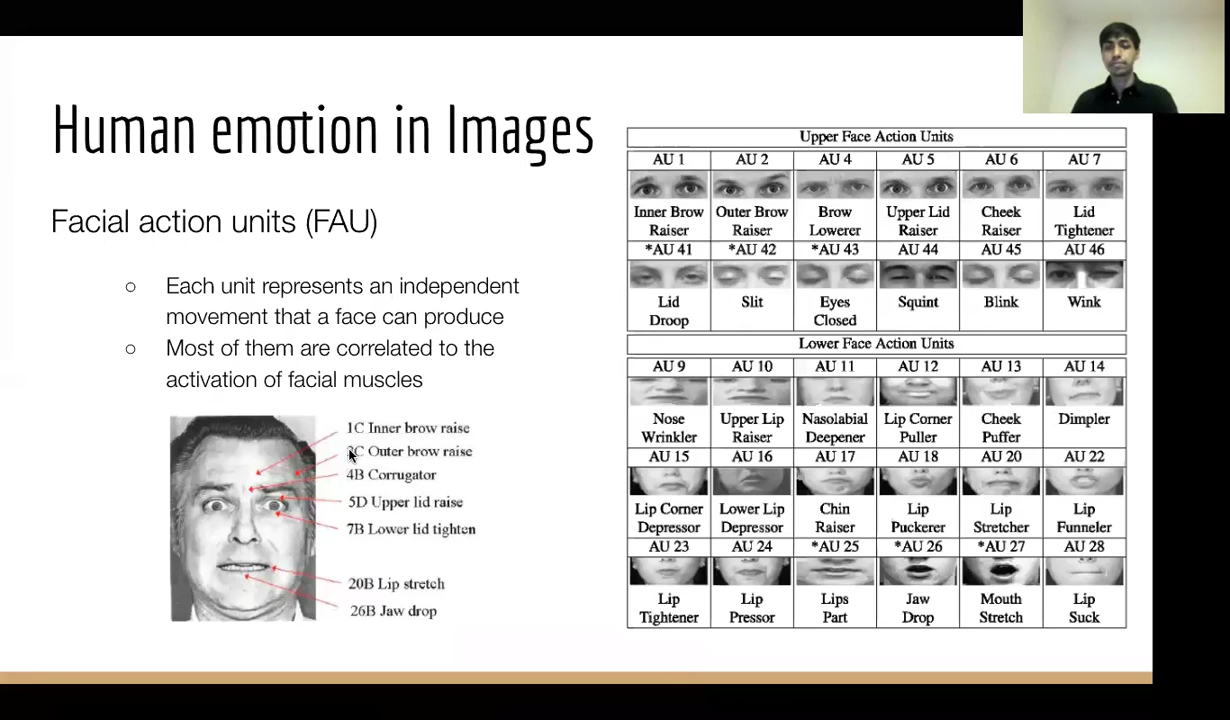 Human emotion in Images
Facial action units (FAU)
Each unit represents an independent
movement that a face can produce
Most of them are correlated to the
activation of facial muscles
1C Inner brow raise
2C Outer brow raise
4B Corrugator
5D Upper lid raise
7B Lower lid tighten
20B Lip stretch
26B Jaw drop
Upper Face Action Units
AU 1 AU 2 AU 4 AU 5 AU 6 AU 7
Inner Brow Outer Brow Brow Upper Lid Cheek Lid
Raiser Raiser Lowerer Raiser Raiser Tightener
*AU 41 *AU 42 *AU 43 AU 44 AU 45 AU 46
Lid Slit Eyes Squint Blink Wink
Droop Closed
Lower Face Action Units
AU 9 AU 10 AU 11 AU 12 AU 13 AU 14
Nose Upper Lip Nasolabial Lip Corner Cheek Dimpler
Wrinkler Raiser Deepener Puller Puffer
AU 15 AU 16 AU 17 AU 18 AU 20 AU 22
Lip Corner Lower Lip Chin Lip Lip Lip
Depressor Depressor Raiser Puckerer Stretcher Funneler
AU 23 AU 24 *AU 25 *AU 26 *AU 27 AU 28
Lip Lip Lips Jaw Mouth Lip
Tightener Pressor Part Drop Stretch Suck